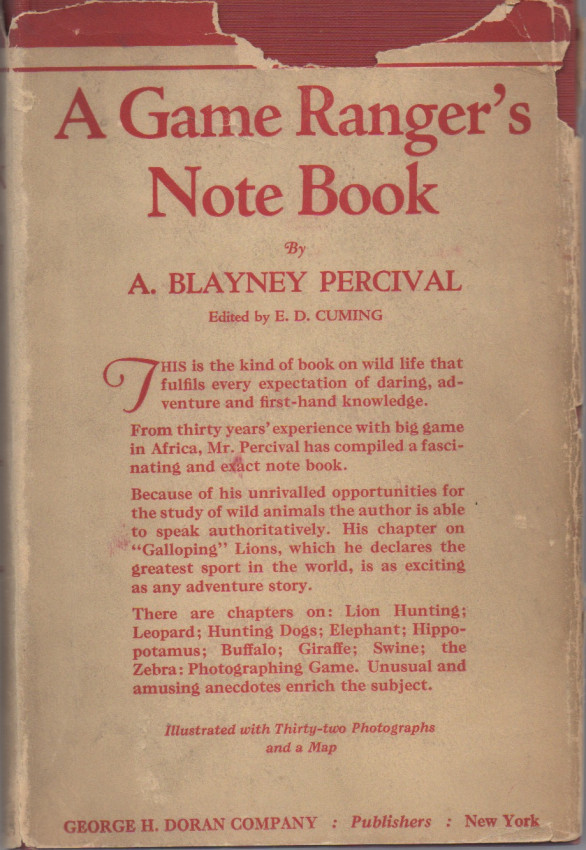 A Game Ranger's
Note Book
By
A. BLAYNEY PERCIVAL
Edited by E. D. CUMING
THIS is the kind of book on wild life that
fulfils every expectation of daring, ad-
venture and first-hand knowledge.
From thirty years' experience with big game
in Africa, Mr. Percival has compiled a fasci-
nating and exact note book.
Because of his unrivalled opportunities for
the study of wild animals the author is able
to speak authoritatively. His chapter on
"Galloping" Lions, which he declares the
greatest sport in the world, is as exciting
as any adventure story.
There are chapters on: Lion Hunting;
Leopard; Hunting Dogs; Elephant; Hippo-
potamus; Buffalo; Giraffe; Swine; the
Zebra: Photographing Game. Unusual and
amusing anecdotes enrich the subject.
Illustrated with Thirty-two Photographs
and a Map
GEORGE H. DORAN COMPANY : Publishers : New York